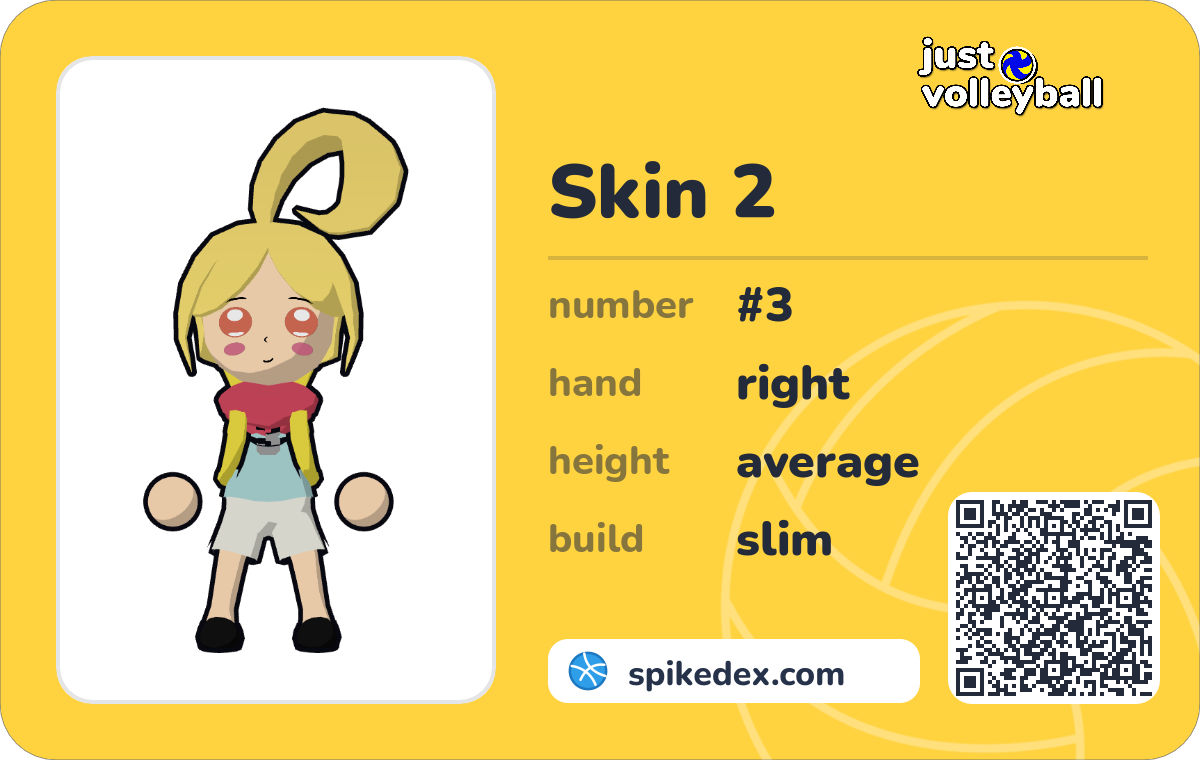 just
volleyball
Skin 2
number #3
hand right
height average
build slim
spikedex.com